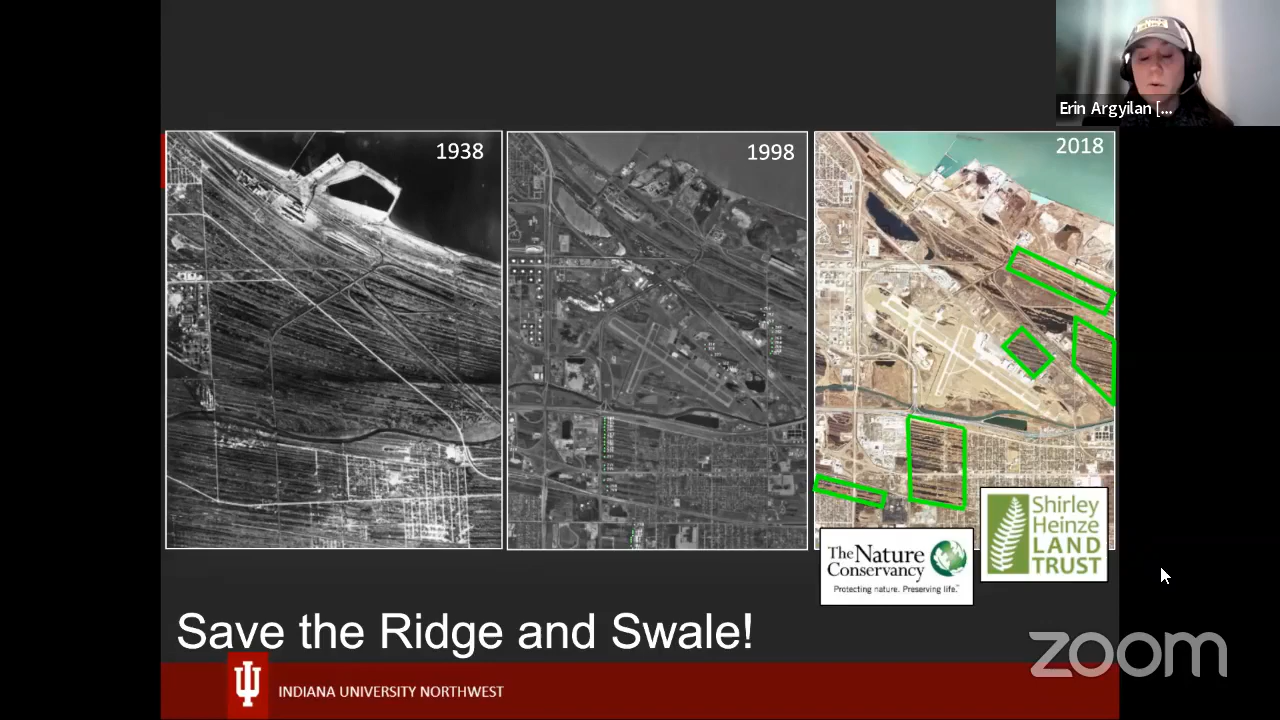 Erin Argyilan [...
1938
1998
2018
The Nature
Conservancy
Protecting nature. Preserving life.™
Shirley
Heinze
LAND
TRUST
Save the Ridge and Swale!
zoom
INDIANA UNIVERSITY NORTHWEST